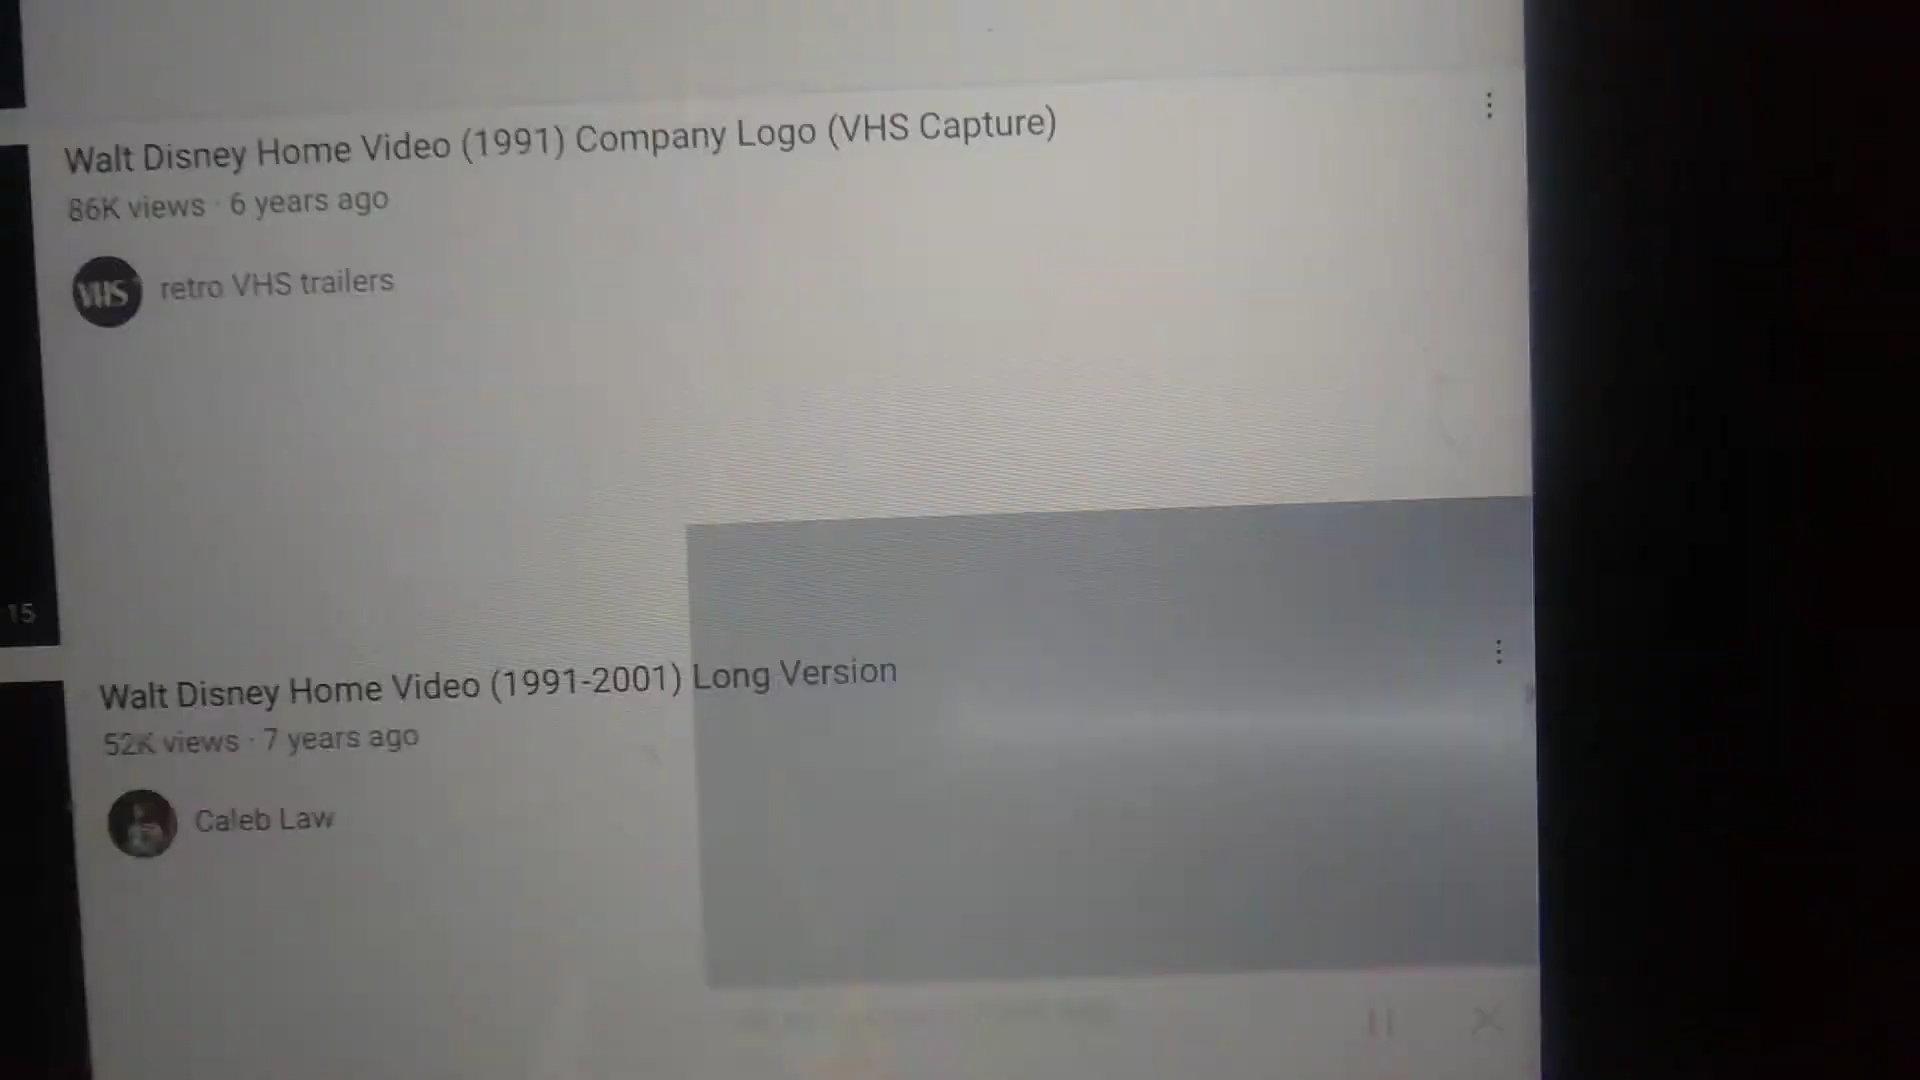 Walt Disney Home Video (1991) Company Logo (VHS Capture)
86K views · 6 years ago
VHS
retro VHS trailers
15
Walt Disney Home Video (1991-2001) Long Version
52K views · 7 years ago
Caleb Law